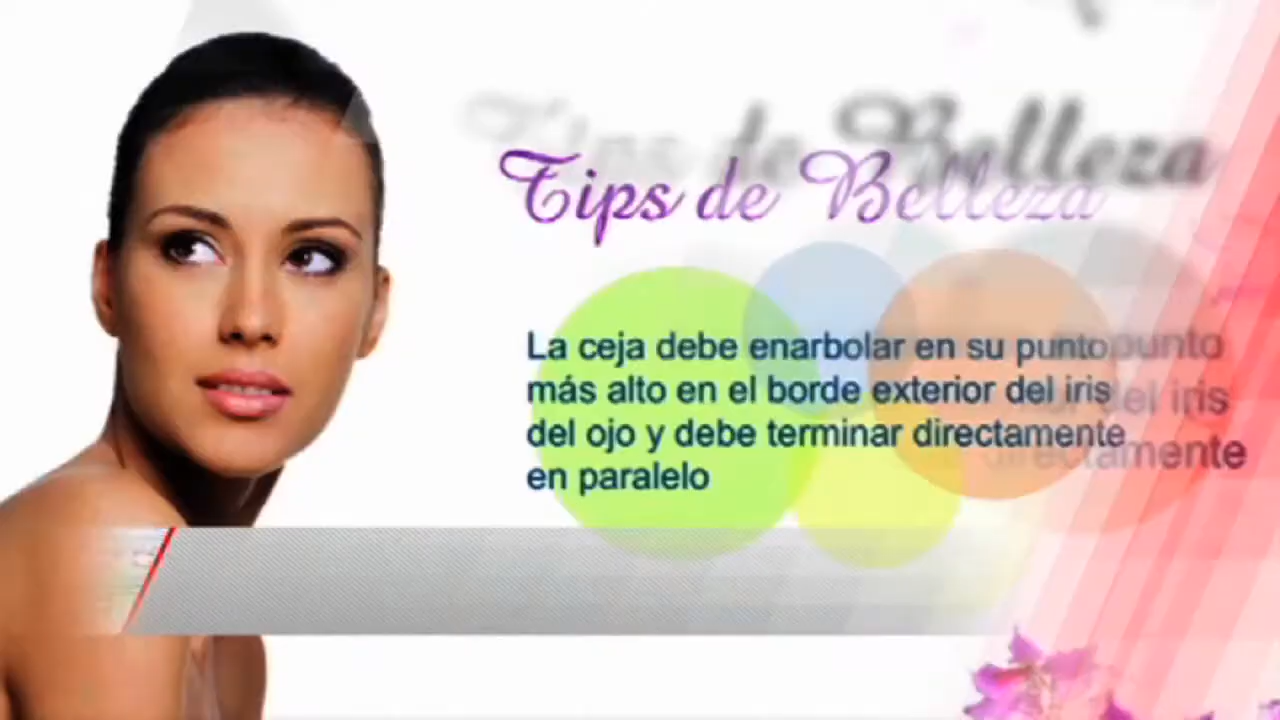 Tips de Belleza
La ceja debe enarbolar en su punto
más alto en el borde exterior del iris
del ojo y debe terminar directamente
en paralelo